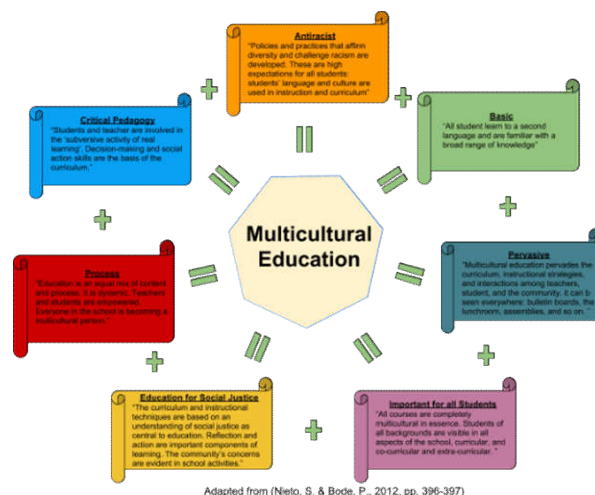 Antiracist
"Policies and practices that affirm
diversity and challenge racism are
developed. These are high
expectations for all students:
students' language and culture are
used in instruction and curriculum"
Critical Pedagogy
"Students and teacher are involved in
the 'subversive activity of real
learning'. Decision-making and social
action skills are the basis of the
curriculum."
Basic
"All student learn to a second
language and are familiar with a
broad range of knowledge"
Multicultural
Education
Process
"Education is an equal mix of content
and process. It is dynamic. Teachers
and students are empowered.
Everyone in the school is becoming a
multicultural person."
Pervasive
"Multicultural education pervades the
curriculum, instructional strategies,
and interactions among teachers,
student, and the community. It can b
seen everywhere: bulletin boards, the
lunchroom, assemblies, and so on. "
Education for Social Justice
"The curriculum and instructional
techniques are based on an
understanding of social justice as
central to education. Reflection and
action are important components of
learning. The community's concerns
are evident in school activities."
Important for all Students
"All courses are completely
multicultural in essence. Students of
all backgrounds are visible in all
aspects of the school, curricular, and
co-curricular and extra-curricular. "
Adapted from (Nieto, S. & Bode, P., 2012, pp. 396-397)